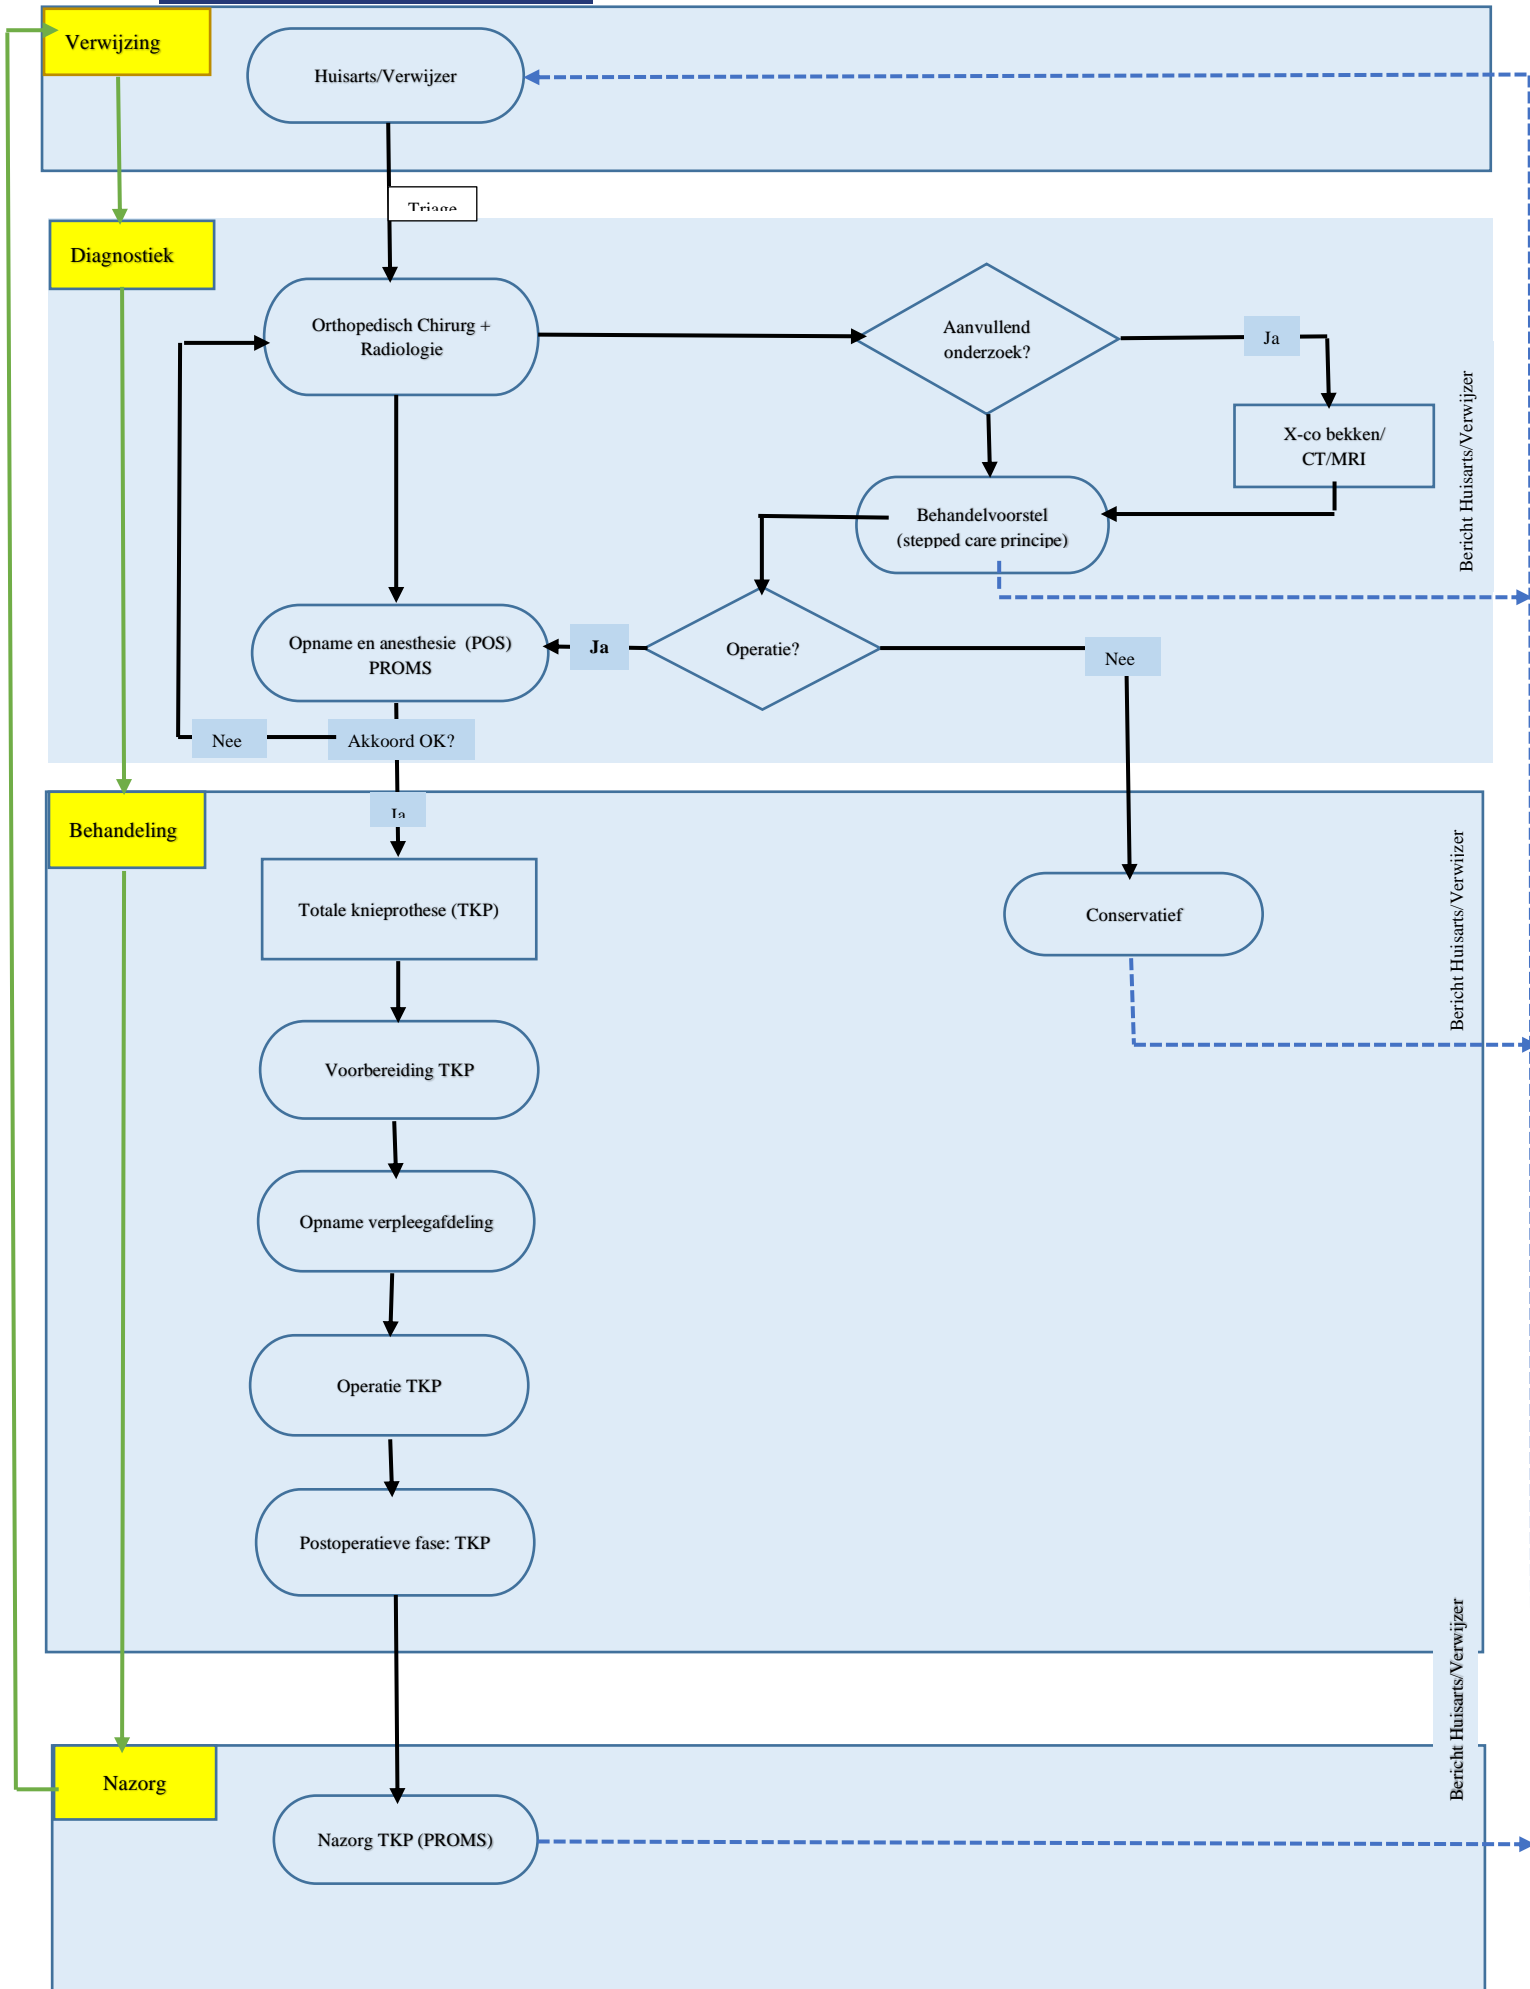 Verwijzing
Huisarts/Verwijzer
Triage
Diagnostiek
Orthopedisch Chirurg +
Radiologie
Aanvullend
onderzoek?
Ja
X-co bekken/
CT/MRI
Bericht Huisarts/Verwijzer
Behandelvoorstel
(stepped care principe)
Opname en anesthesie (POS)
PROMS
Ja
Operatie?
Nee
Nee
Akkoord OK?
Behandeling
Ja
Totale knieprothese (TKP)
Conservatief
Bericht Huisarts/Verwijzer
Voorbereiding TKP
Opname verpleegafdeling
Operatie TKP
Postoperatieve fase: TKP
Bericht Huisarts/Verwijzer
Nazorg
Nazorg TKP (PROMS)